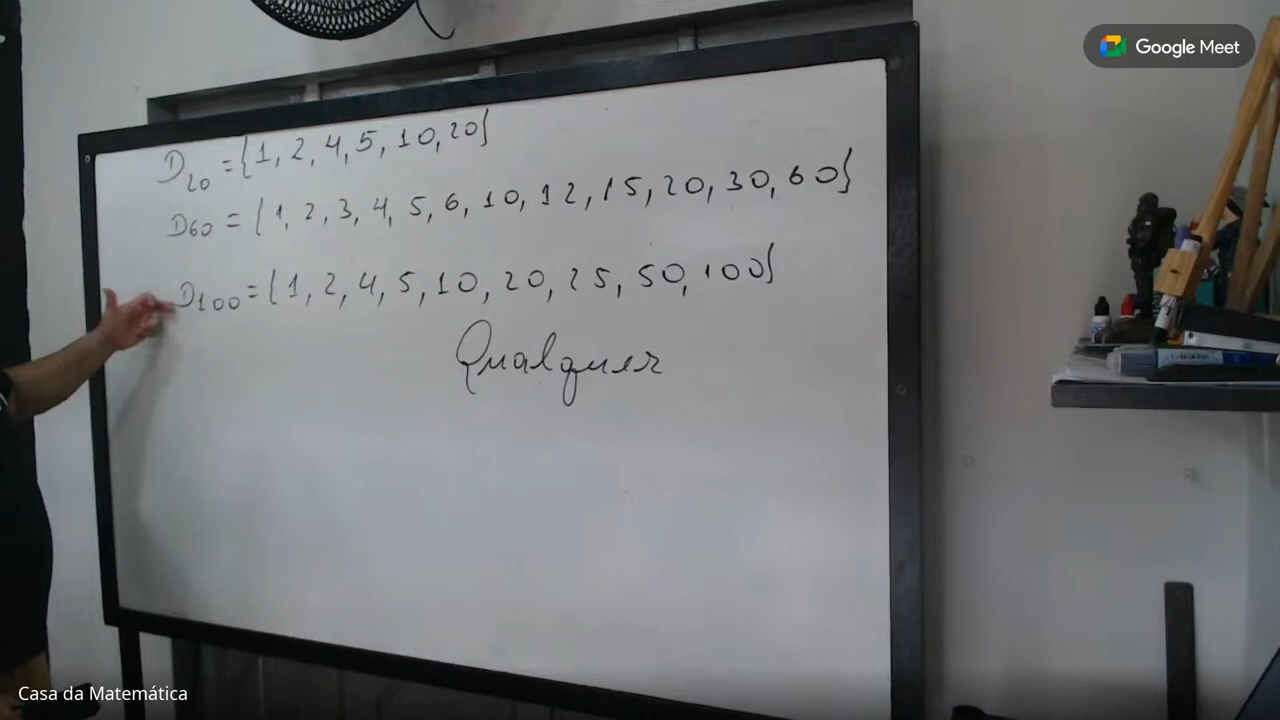 Google Meet
D20 = {1, 2, 4, 5, 10, 20}
D60 = {1, 2, 3, 4, 5, 6, 10, 12, 15, 20, 30, 60}
D100 = {1, 2, 4, 5, 10, 20, 25, 50, 100}
Qualquer
Casa da Matemática